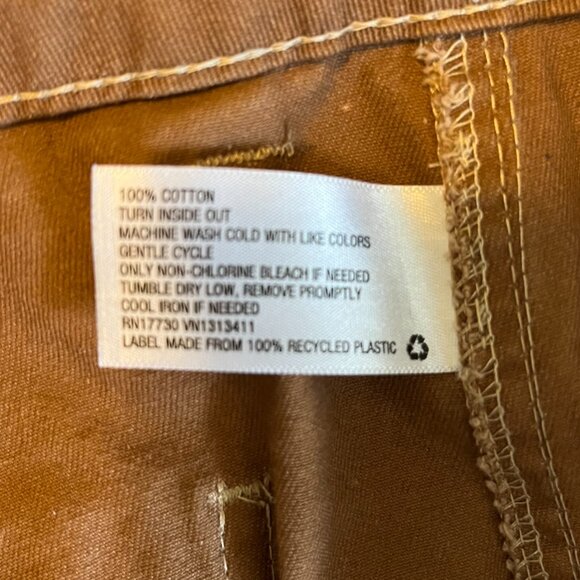 100% COTTON
TURN INSIDE OUT
MACHINE WASH COLD WITH LIKE COLORS
GENTLE CYCLE
ONLY NON-CHLORINE BLEACH IF NEEDED
TUMBLE DRY LOW, REMOVE PROMPTLY
COOL IRON IF NEEDED
RN17730 VN1313411
LABEL MADE FROM 100% RECYCLED PLASTIC